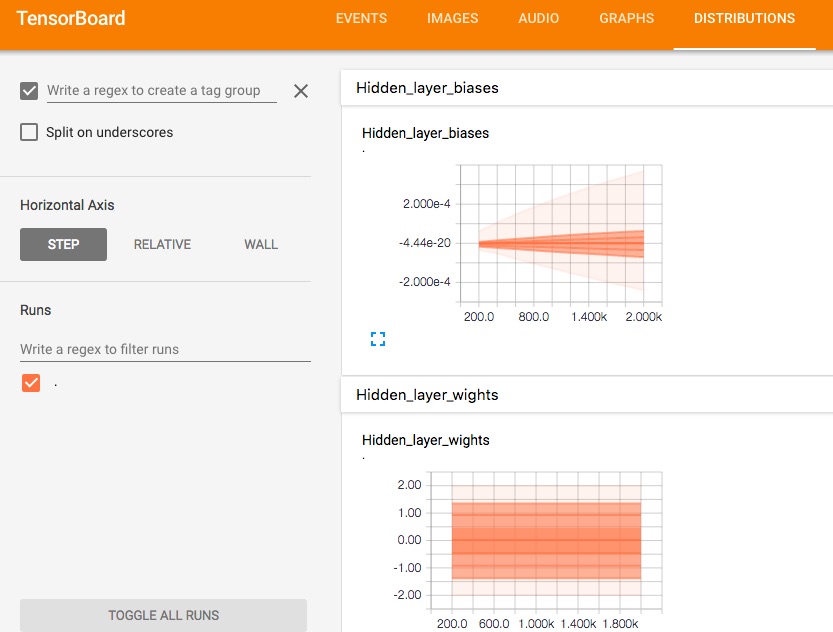 TensorBoard
EVENTS IMAGES AUDIO GRAPHS DISTRIBUTIONS
Write a regex to create a tag group
Split on underscores
Horizontal Axis
STEP RELATIVE WALL
Runs
Write a regex to filter runs
.
TOGGLE ALL RUNS
Hidden_layer_biases
Hidden_layer_biases
.
2.000e-4
-4.44e-20
-2.000e-4
200.0 800.0 1.400k 2.000k
Hidden_layer_wights
Hidden_layer_wights
.
2.00
1.00
0.00
-1.00
-2.00
200.0 600.0 1.000k 1.400k 1.800k